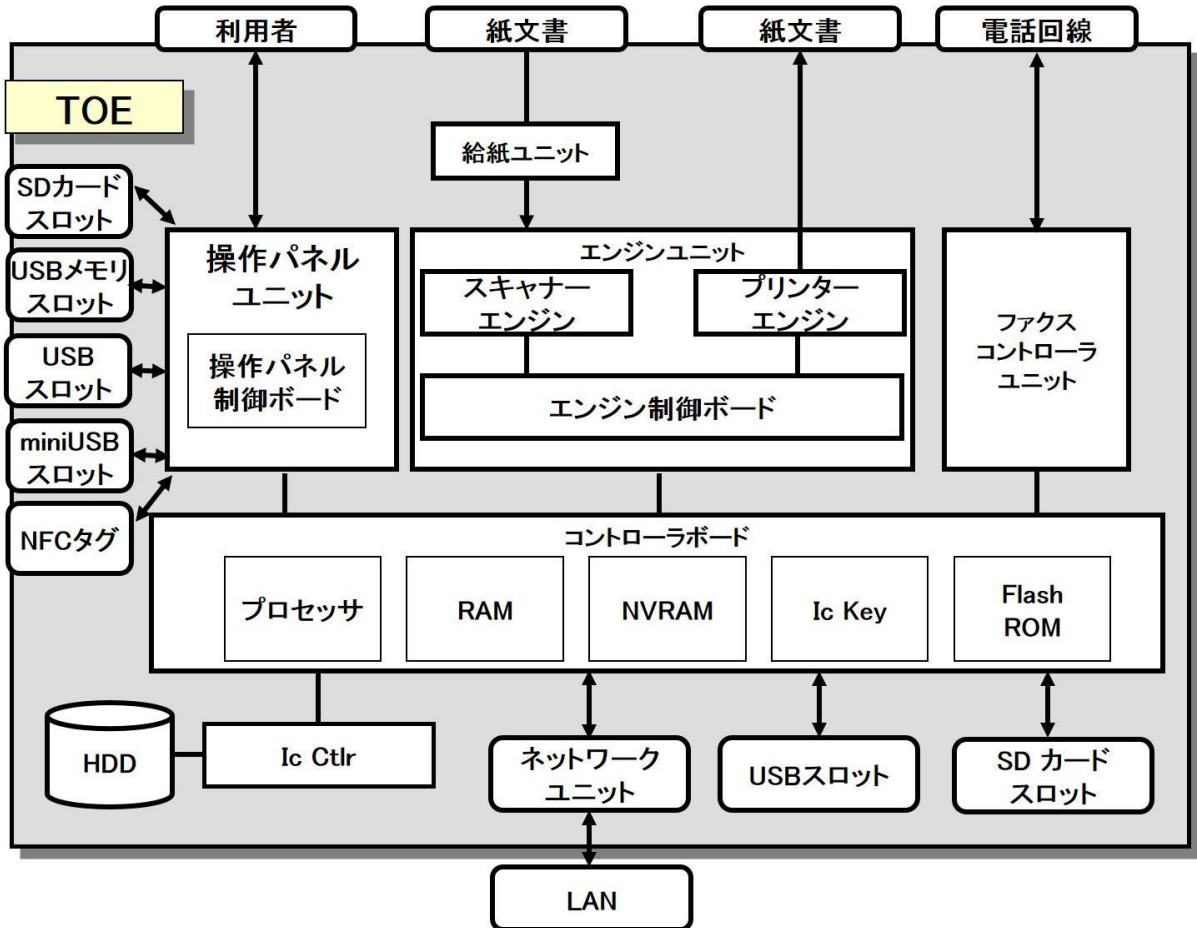 利用者
紙文書
紙文書
電話回線
TOE
給紙ユニット
SDカード
スロット
USBメモリ
スロット
USB
スロット
miniUSB
スロット
NFCタグ
操作パネル
ユニット
操作パネル
制御ボード
エンジンユニット
スキャナー
エンジン
プリンター
エンジン
エンジン制御ボード
ファクス
コントローラ
ユニット
コントローラボード
プロセッサ
RAM
NVRAM
Ic Key
Flash
ROM
HDD
Ic Ctlr
ネットワーク
ユニット
USBスロット
SD カード
スロット
LAN